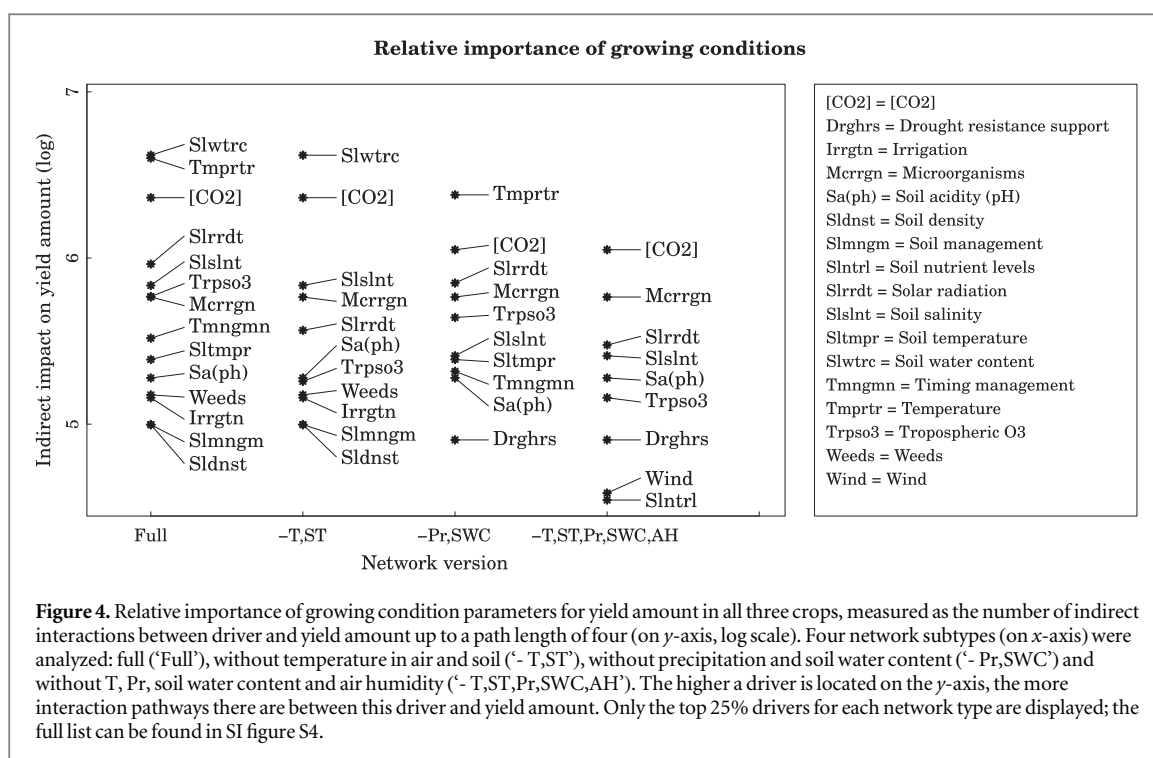 Relative importance of growing conditions
Indirect impact on yield amount (log)
7
6
5
Slwtrc
Tmprtr
[CO2]
Slrrdt
Slslnt
Trpso3
Mcrrgn
Tmngmn
Sltmpr
Sa(ph)
Weeds
Irrgtn
Slmngm
Sldnst
Slwtrc
[CO2]
Slslnt
Mcrrgn
Slrrdt
Sa(ph)
Trpso3
Weeds
Irrgtn
Slmngm
Sldnst
Tmprtr
[CO2]
Slrrdt
Mcrrgn
Trpso3
Slslnt
Sltmpr
Tmngmn
Sa(ph)
Drghrs
[CO2]
Mcrrgn
Slrrdt
Slslnt
Sa(ph)
Trpso3
Drghrs
Wind
Slntrl
Full
−T,ST
−Pr,SWC
−T,ST,Pr,SWC,AH
Network version
[CO2] = [CO2]
Drghrs = Drought resistance support
Irrgtn = Irrigation
Mcrrgn = Microorganisms
Sa(ph) = Soil acidity (pH)
Sldnst = Soil density
Slmngm = Soil management
Slntrl = Soil nutrient levels
Slrrdt = Solar radiation
Slslnt = Soil salinity
Sltmpr = Soil temperature
Slwtrc = Soil water content
Tmngmn = Timing management
Tmprtr = Temperature
Trpso3 = Tropospheric O3
Weeds = Weeds
Wind = Wind
Figure 4. Relative importance of growing condition parameters for yield amount in all three crops, measured as the number of indirect
interactions between driver and yield amount up to a path length of four (on y-axis, log scale). Four network subtypes (on x-axis) were
analyzed: full (‘Full’), without temperature in air and soil (‘- T,ST’), without precipitation and soil water content (‘- Pr,SWC’) and
without T, Pr, soil water content and air humidity (‘- T,ST,Pr,SWC,AH’). The higher a driver is located on the y-axis, the more
interaction pathways there are between this driver and yield amount. Only the top 25% drivers for each network type are displayed; the
full list can be found in SI figure S4.